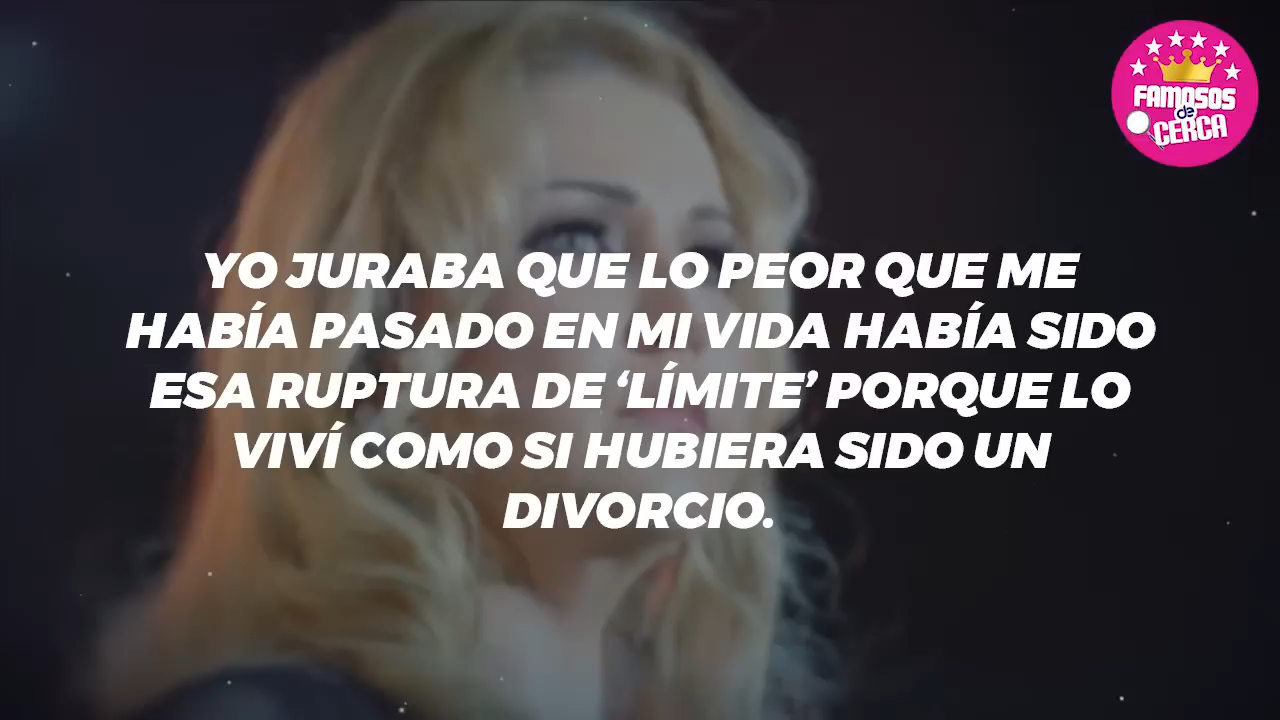 FAMOSOS
de
CERCA
YO JURABA QUE LO PEOR QUE ME
HABÍA PASADO EN MI VIDA HABÍA SIDO
ESA RUPTURA DE ‘LÍMITE’ PORQUE LO
VIVÍ COMO SI HUBIERA SIDO UN
DIVORCIO.